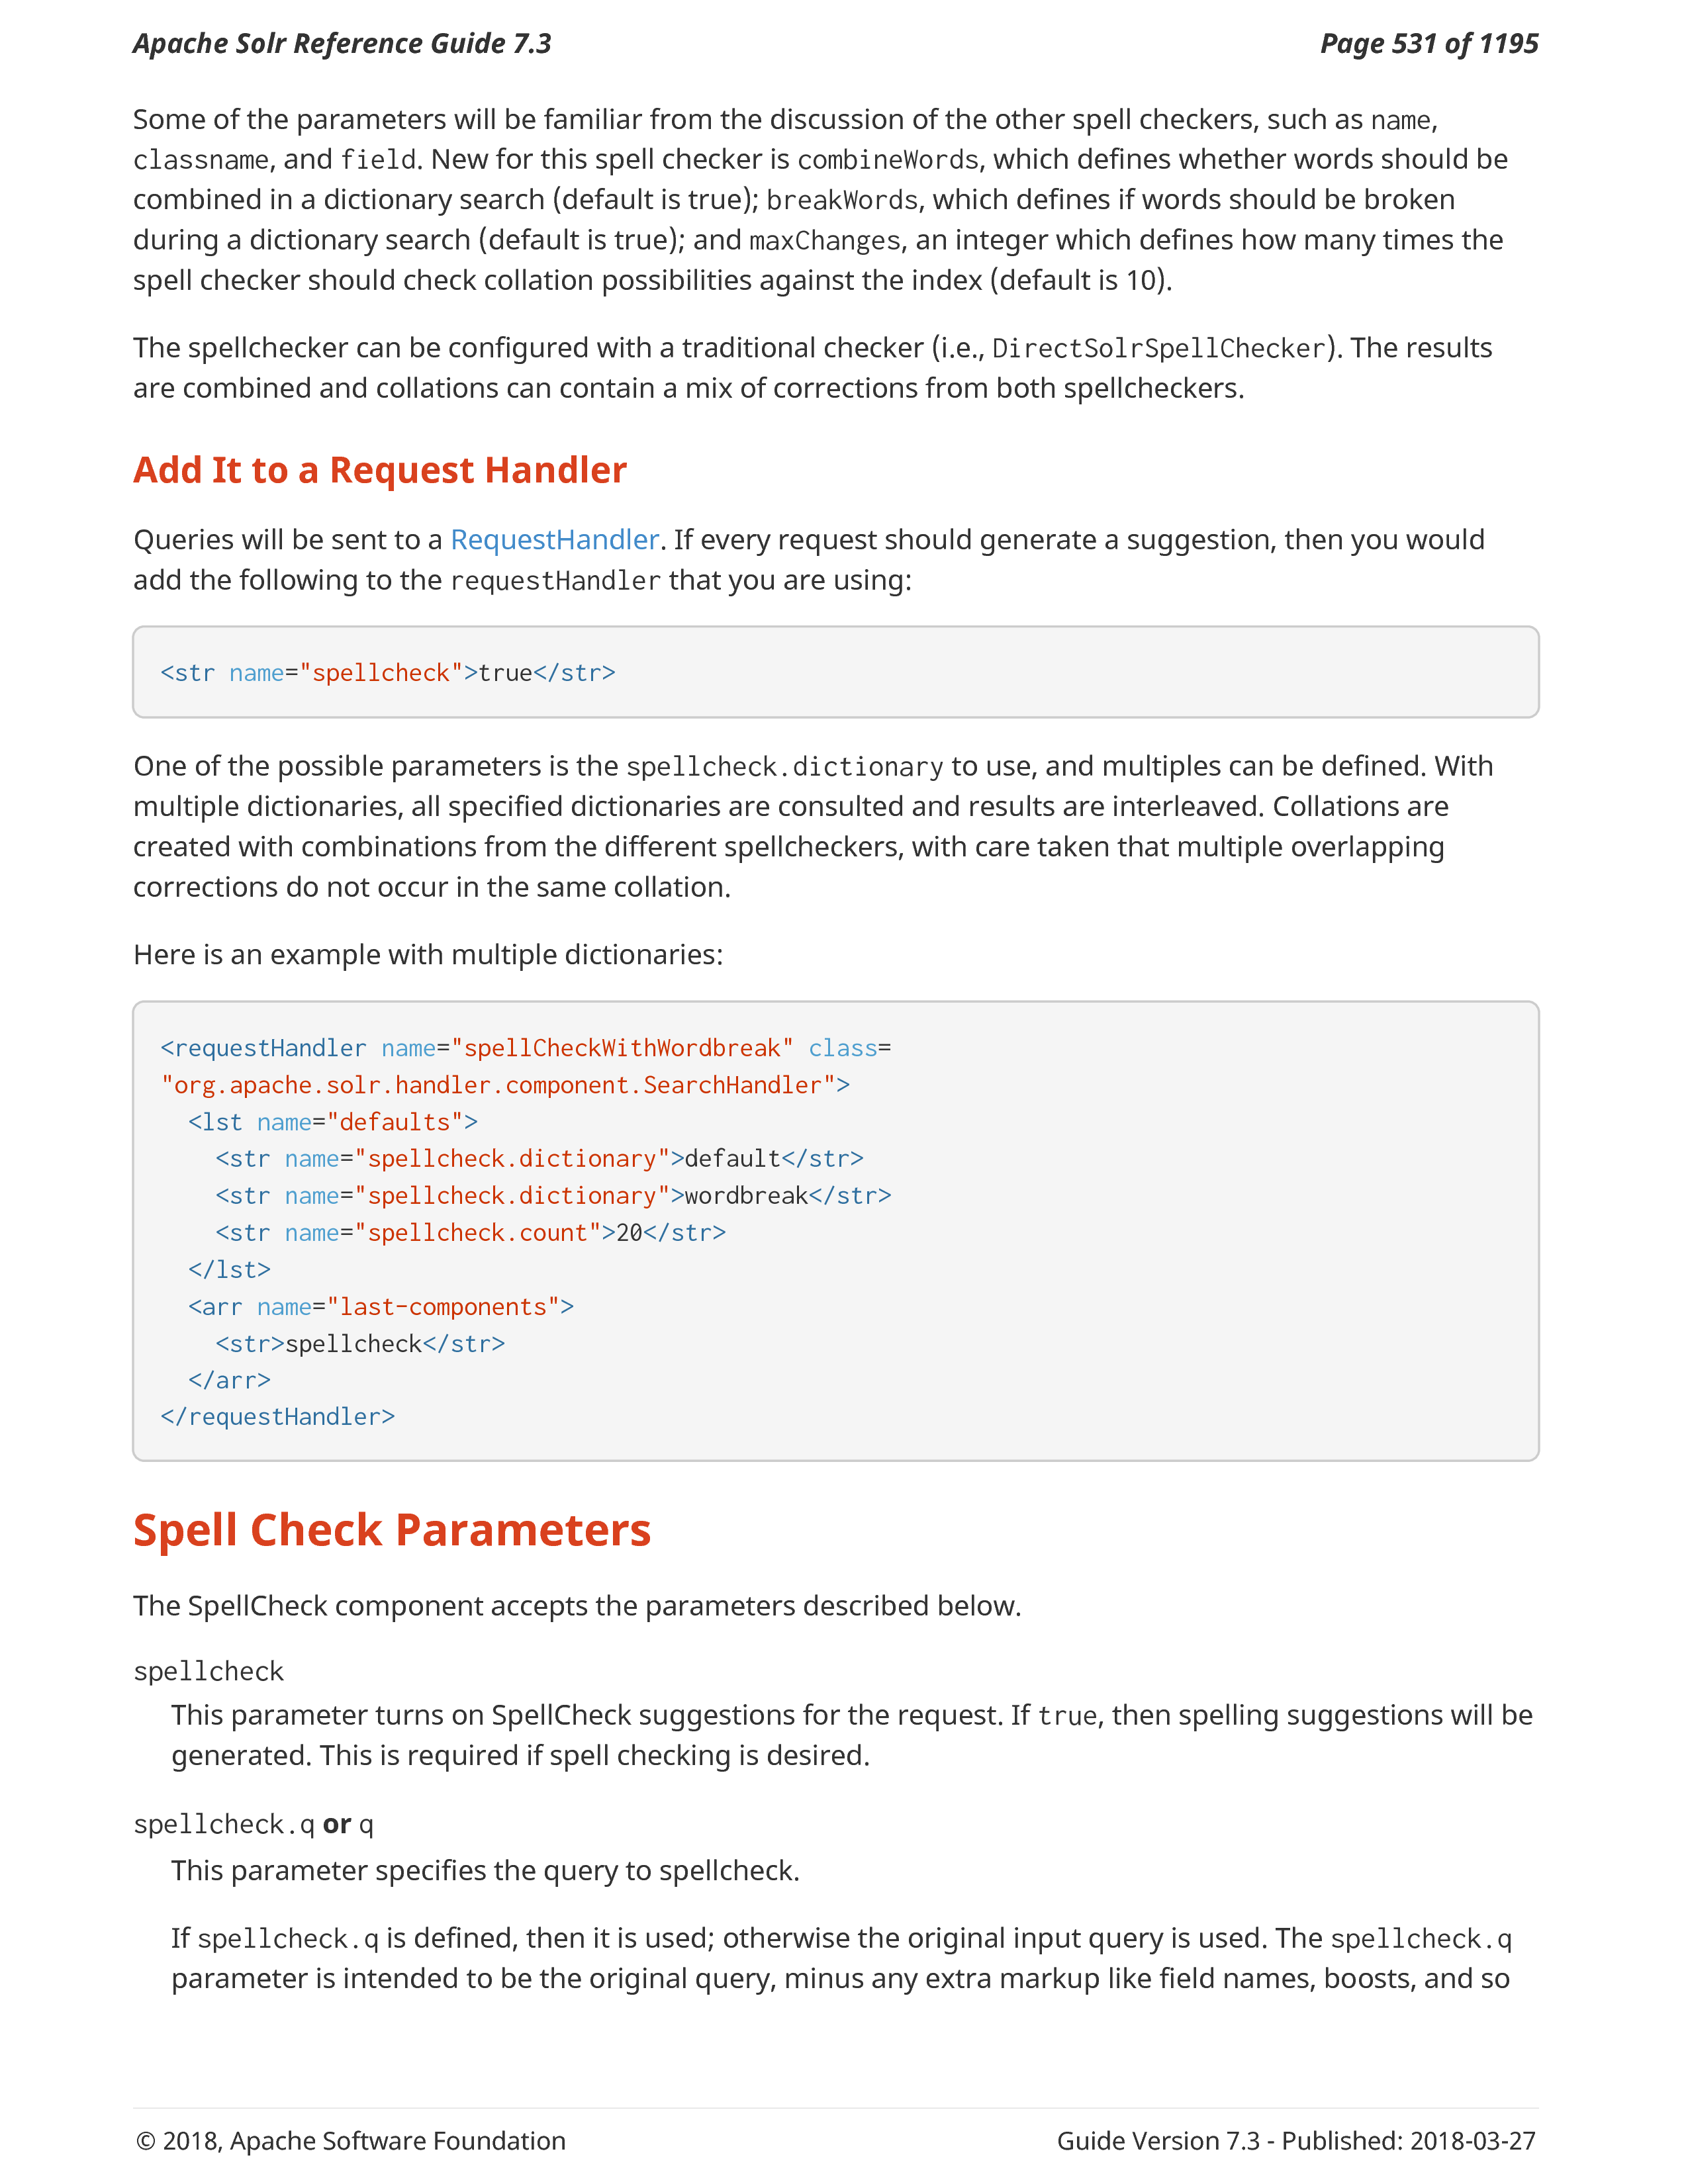 Apache Solr Reference Guide 7.3
Page 531 of 1195
Some of the parameters will be familiar from the discussion of the other spell checkers, such as name,
classname, and field. New for this spell checker is combineWords, which defines whether words should be
combined in a dictionary search (default is true); breakWords, which defines if words should be broken
during a dictionary search (default is true); and maxChanges, an integer which defines how many times the
spell checker should check collation possibilities against the index (default is 10).
The spellchecker can be configured with a traditional checker (i.e., DirectSolrSpellChecker). The results
are combined and collations can contain a mix of corrections from both spellcheckers.
Add It to a Request Handler
Queries will be sent to a RequestHandler. If every request should generate a suggestion, then you would
add the following to the requestHandler that you are using:
<str name="spellcheck">true</str>
One of the possible parameters is the spellcheck.dictionary to use, and multiples can be defined. With
multiple dictionaries, all specified dictionaries are consulted and results are interleaved. Collations are
created with combinations from the different spellcheckers, with care taken that multiple overlapping
corrections do not occur in the same collation.
Here is an example with multiple dictionaries:
<requestHandler name="spellCheckWithWordbreak" class=
"org.apache.solr.handler.component.SearchHandler">
  <lst name="defaults">
    <str name="spellcheck.dictionary">default</str>
    <str name="spellcheck.dictionary">wordbreak</str>
    <str name="spellcheck.count">20</str>
  </lst>
  <arr name="last-components">
    <str>spellcheck</str>
  </arr>
</requestHandler>
Spell Check Parameters
The SpellCheck component accepts the parameters described below.
spellcheck
This parameter turns on SpellCheck suggestions for the request. If true, then spelling suggestions will be
generated. This is required if spell checking is desired.
spellcheck.q or q
This parameter specifies the query to spellcheck.
If spellcheck.q is defined, then it is used; otherwise the original input query is used. The spellcheck.q
parameter is intended to be the original query, minus any extra markup like field names, boosts, and so
© 2018, Apache Software Foundation
Guide Version 7.3 - Published: 2018-03-27